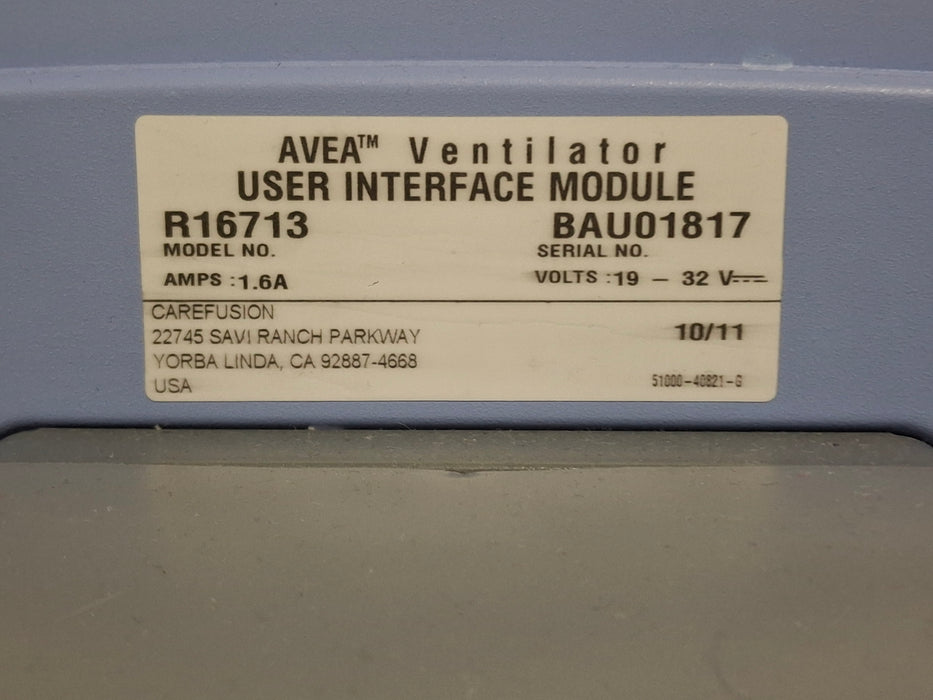 AVEA™ Ventilator
USER INTERFACE MODULE
R16713 BAU01817
MODEL NO. SERIAL NO.
AMPS : 1.6A VOLTS : 19 – 32 V⎓
CAREFUSION
22745 SAVI RANCH PARKWAY 10/11
YORBA LINDA, CA 92887-4668
USA 51000-40821-G